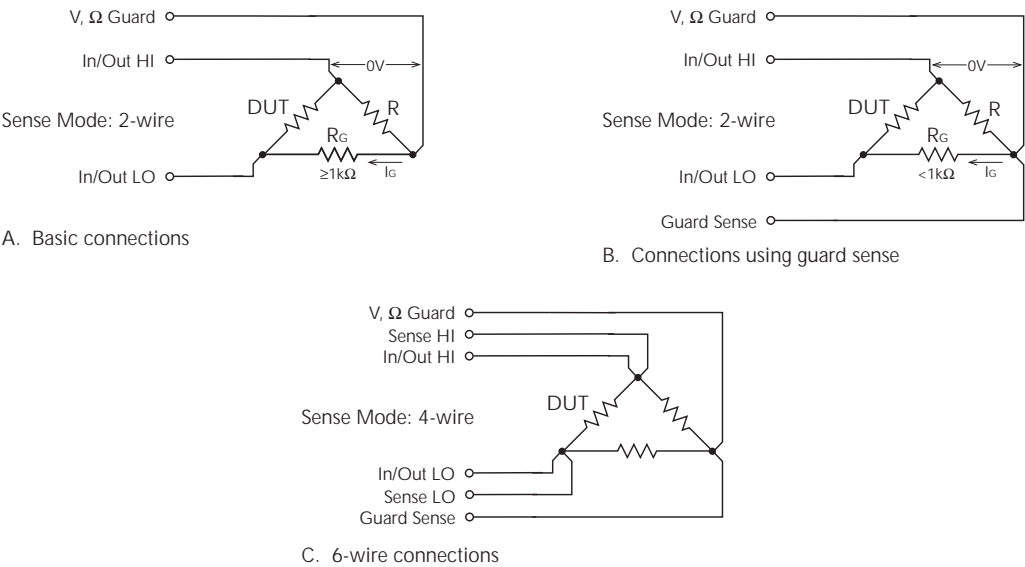 V, Ω Guard
In/Out HI
0V
DUT
R
Sense Mode: 2-wire
RG
≥1kΩ
IG
In/Out LO
A. Basic connections
V, Ω Guard
In/Out HI
0V
DUT
R
Sense Mode: 2-wire
RG
<1kΩ
IG
In/Out LO
Guard Sense
B. Connections using guard sense
V, Ω Guard
Sense HI
In/Out HI
DUT
Sense Mode: 4-wire
In/Out LO
Sense LO
Guard Sense
C. 6-wire connections